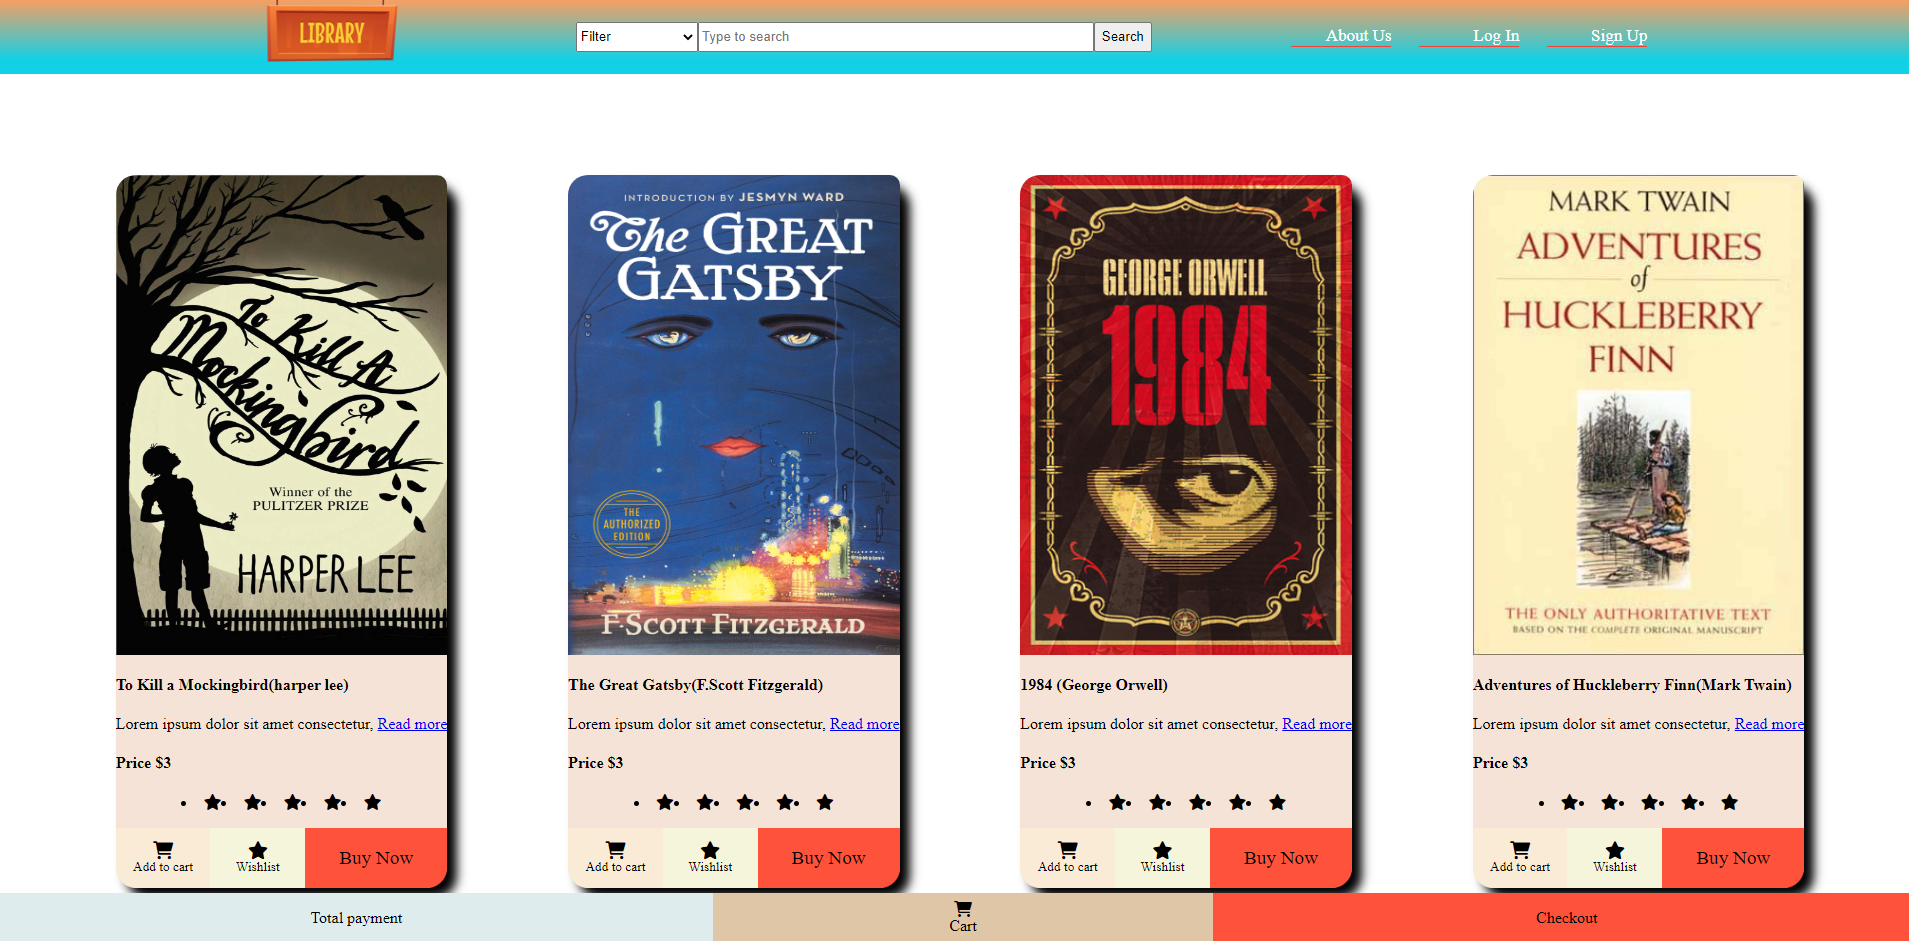 LIBRARY
Filter
Type to search
Search
About Us
Log In
Sign Up
To Kill A
Mockingbird
Winner of the
PULITZER PRIZE
HARPER LEE
INTRODUCTION BY JESMYN WARD
The GREAT
GATSBY
THE
AUTHORIZED
EDITION
F. SCOTT FITZGERALD
GEORGE ORWELL
1984
MARK TWAIN
ADVENTURES
of
HUCKLEBERRY
FINN
THE ONLY AUTHORITATIVE TEXT
BASED ON THE COMPLETE ORIGINAL MANUSCRIPT
To Kill a Mockingbird(harper lee)
Lorem ipsum dolor sit amet consectetur, Read more
Price $3
Add to cart
Wishlist
Buy Now
The Great Gatsby(F.Scott Fitzgerald)
Lorem ipsum dolor sit amet consectetur, Read more
Price $3
Add to cart
Wishlist
Buy Now
1984 (George Orwell)
Lorem ipsum dolor sit amet consectetur, Read more
Price $3
Add to cart
Wishlist
Buy Now
Adventures of Huckleberry Finn(Mark Twain)
Lorem ipsum dolor sit amet consectetur, Read more
Price $3
Add to cart
Wishlist
Buy Now
Total payment
Cart
Checkout